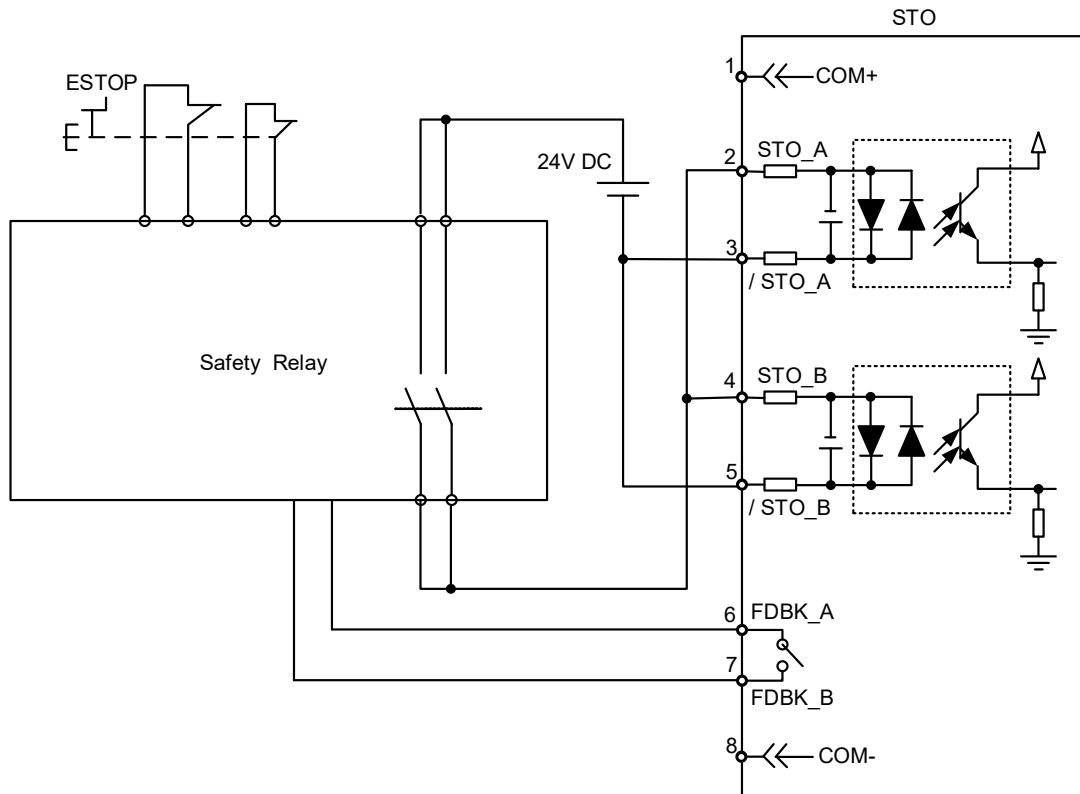 STO
1
COM+
ESTOP
24V DC
2
STO_A
3
/ STO_A
Safety Relay
4
STO_B
5
/ STO_B
6
FDBK_A
7
FDBK_B
8
COM-